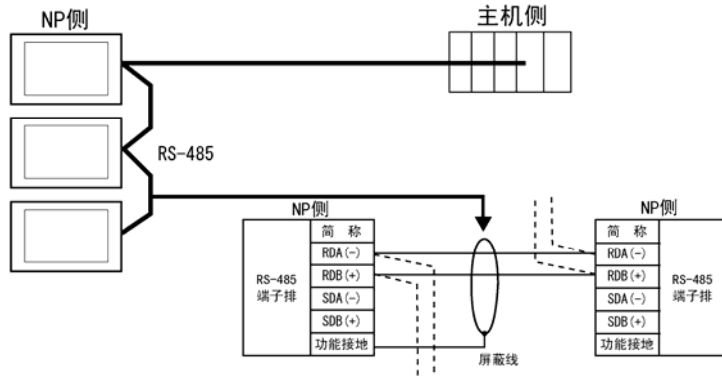 NP侧
主机侧
RS-485
NP侧
简 称
RDA(-)
RDB(+)
SDA(-)
SDB(+)
功能接地
RS-485
端子排
屏蔽线
NP侧
简 称
RDA(-)
RDB(+)
SDA(-)
SDB(+)
功能接地
RS-485
端子排